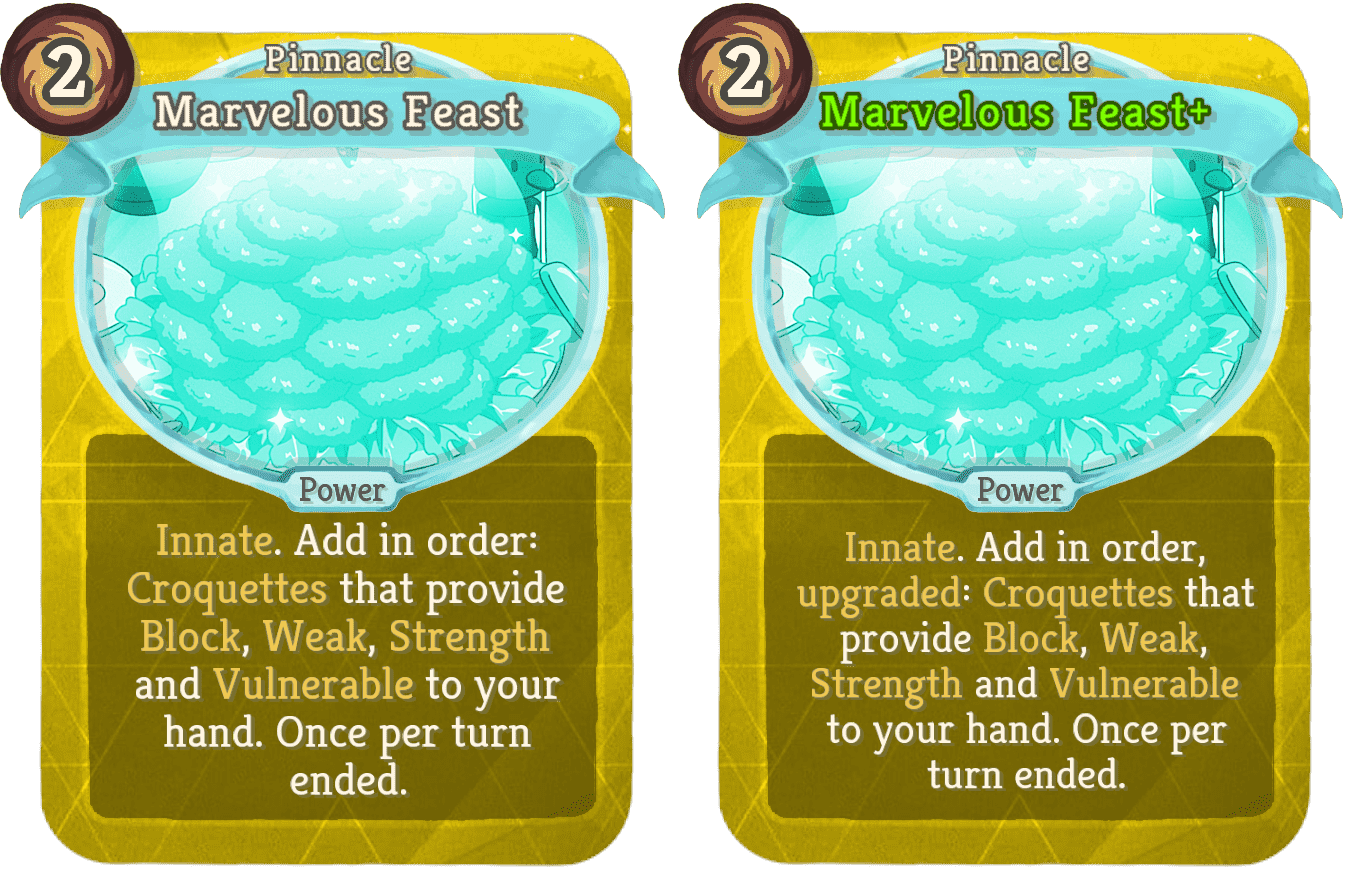 2
Pinnacle
Marvelous Feast
Power
Innate. Add in order:
Croquettes that provide
Block, Weak, Strength
and Vulnerable to your
hand. Once per turn
ended.
2
Pinnacle
Marvelous Feast+
Power
Innate. Add in order,
upgraded: Croquettes that
provide Block, Weak,
Strength and Vulnerable
to your hand. Once per
turn ended.